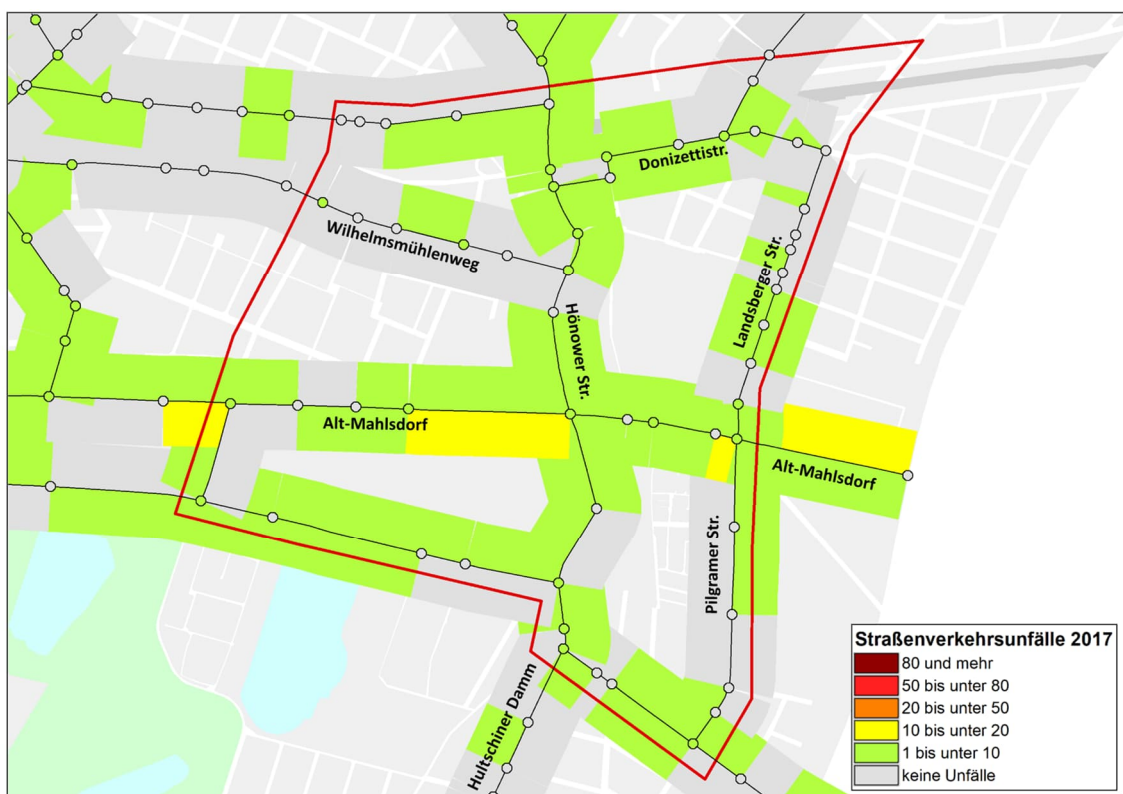 Donizettistr.
Wilhelmsmühlenweg
Landsberger Str.
Hönower Str.
Alt-Mahlsdorf
Alt-Mahlsdorf
Pilgramer Str.
Hultschiner Damm
Straßenverkehrsunfälle 2017
80 und mehr
50 bis unter 80
20 bis unter 50
10 bis unter 20
1 bis unter 10
keine Unfälle